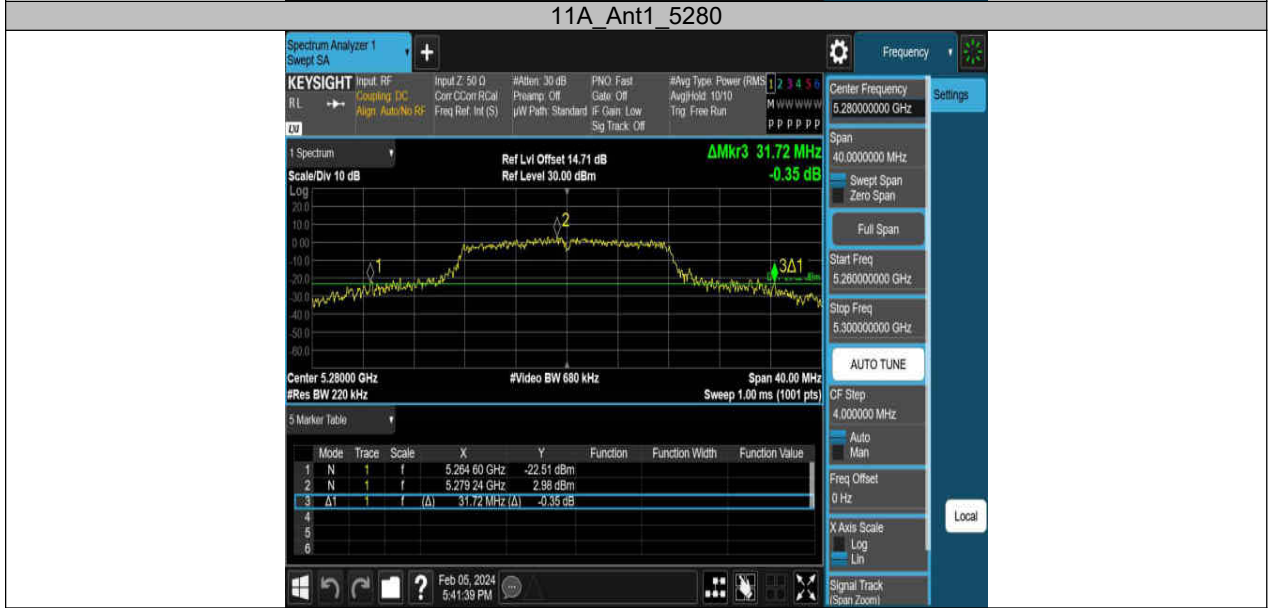 11A_Ant1_5280
Spectrum Analyzer 1
Swept SA
+
Frequency
KEYSIGHT Input: RF Input Z: 50 Ω #Atten: 30 dB PNO: Fast #Avg Type: Power (RMS 1 2 3 4 5 6
RL Coupling: DC Corr CCorr RCal Preamp: Off Gate: Off Avg|Hold: 10/10 M W W W W W
Align: Auto/No RF Freq Ref: Int (S) µW Path: Standard IF Gain: Low Trig: Free Run
Sig Track: Off P P P P P P
LXI
1 Spectrum
Scale/Div 10 dB
Ref Lvl Offset 14.71 dB
Ref Level 30.00 dBm
ΔMkr3 31.72 MHz
-0.35 dB
Log
20.0
10.0
0.00
-10.0
-20.0
-30.0
-40.0
-50.0
-60.0
1
2
3Δ1
Center 5.28000 GHz #Video BW 680 kHz Span 40.00 MHz
#Res BW 220 kHz Sweep 1.00 ms (1001 pts)
5 Marker Table
Mode Trace Scale X Y Function Function Width Function Value
1 N 1 f 5.264 60 GHz -22.51 dBm
2 N 1 f 5.279 24 GHz 2.98 dBm
3 Δ1 1 f (Δ) 31.72 MHz (Δ) -0.35 dB
4
5
6
Feb 05, 2024
5:41:39 PM
?
Center Frequency
5.280000000 GHz
Settings
Span
40.0000000 MHz
Swept Span
Zero Span
Full Span
Start Freq
5.260000000 GHz
Stop Freq
5.300000000 GHz
AUTO TUNE
CF Step
4.000000 MHz
Auto
Man
Freq Offset
0 Hz
X Axis Scale
Log
Lin
Local
Signal Track
(Span Zoom)